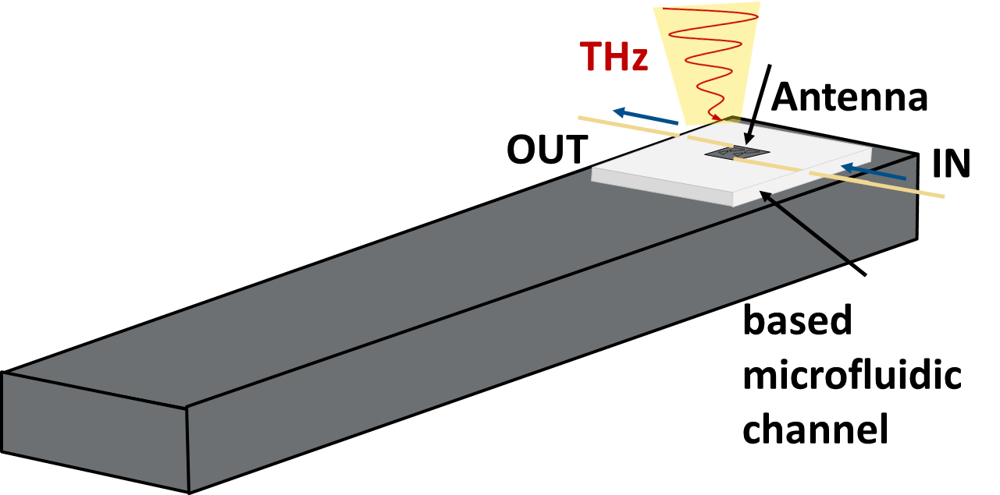 THz
Antenna
OUT
IN
based
microfluidic
channel